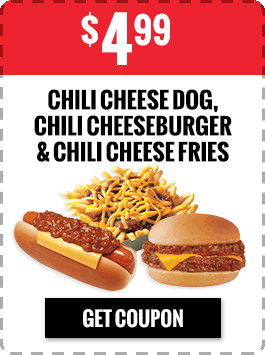 $4.99
CHILI CHEESE DOG,
CHILI CHEESEBURGER
& CHILI CHEESE FRIES
GET COUPON